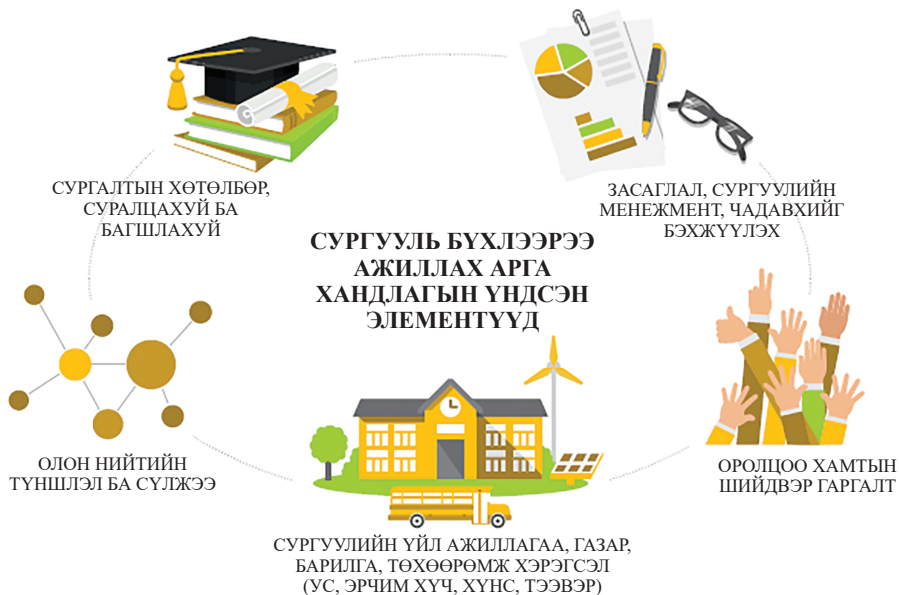 СУРГАЛТЫН ХӨТӨЛБӨР,
СУРАЛЦАХУЙ БА
БАГШЛАХУЙ
ЗАСАГЛАЛ, СУРГУУЛИЙН
МЕНЕЖМЕНТ, ЧАДАВХИЙГ
БЭХЖҮҮЛЭХ
СУРГУУЛЬ БҮХЛЭЭРЭЭ
АЖИЛЛАХ АРГА
ХАНДЛАГЫН ҮНДСЭН
ЭЛЕМЕНТҮҮД
ОЛОН НИЙТИЙН
ТҮНШЛЭЛ БА СҮЛЖЭЭ
ОРОЛЦОО ХАМТЫН
ШИЙДВЭР ГАРГАЛТ
СУРГУУЛИЙН ҮЙЛ АЖИЛЛАГАА, ГАЗАР,
БАРИЛГА, ТӨХӨӨРӨМЖ ХЭРЭГСЭЛ
(УС, ЭРЧИМ ХҮЧ, ХҮНС, ТЭЭВЭР)